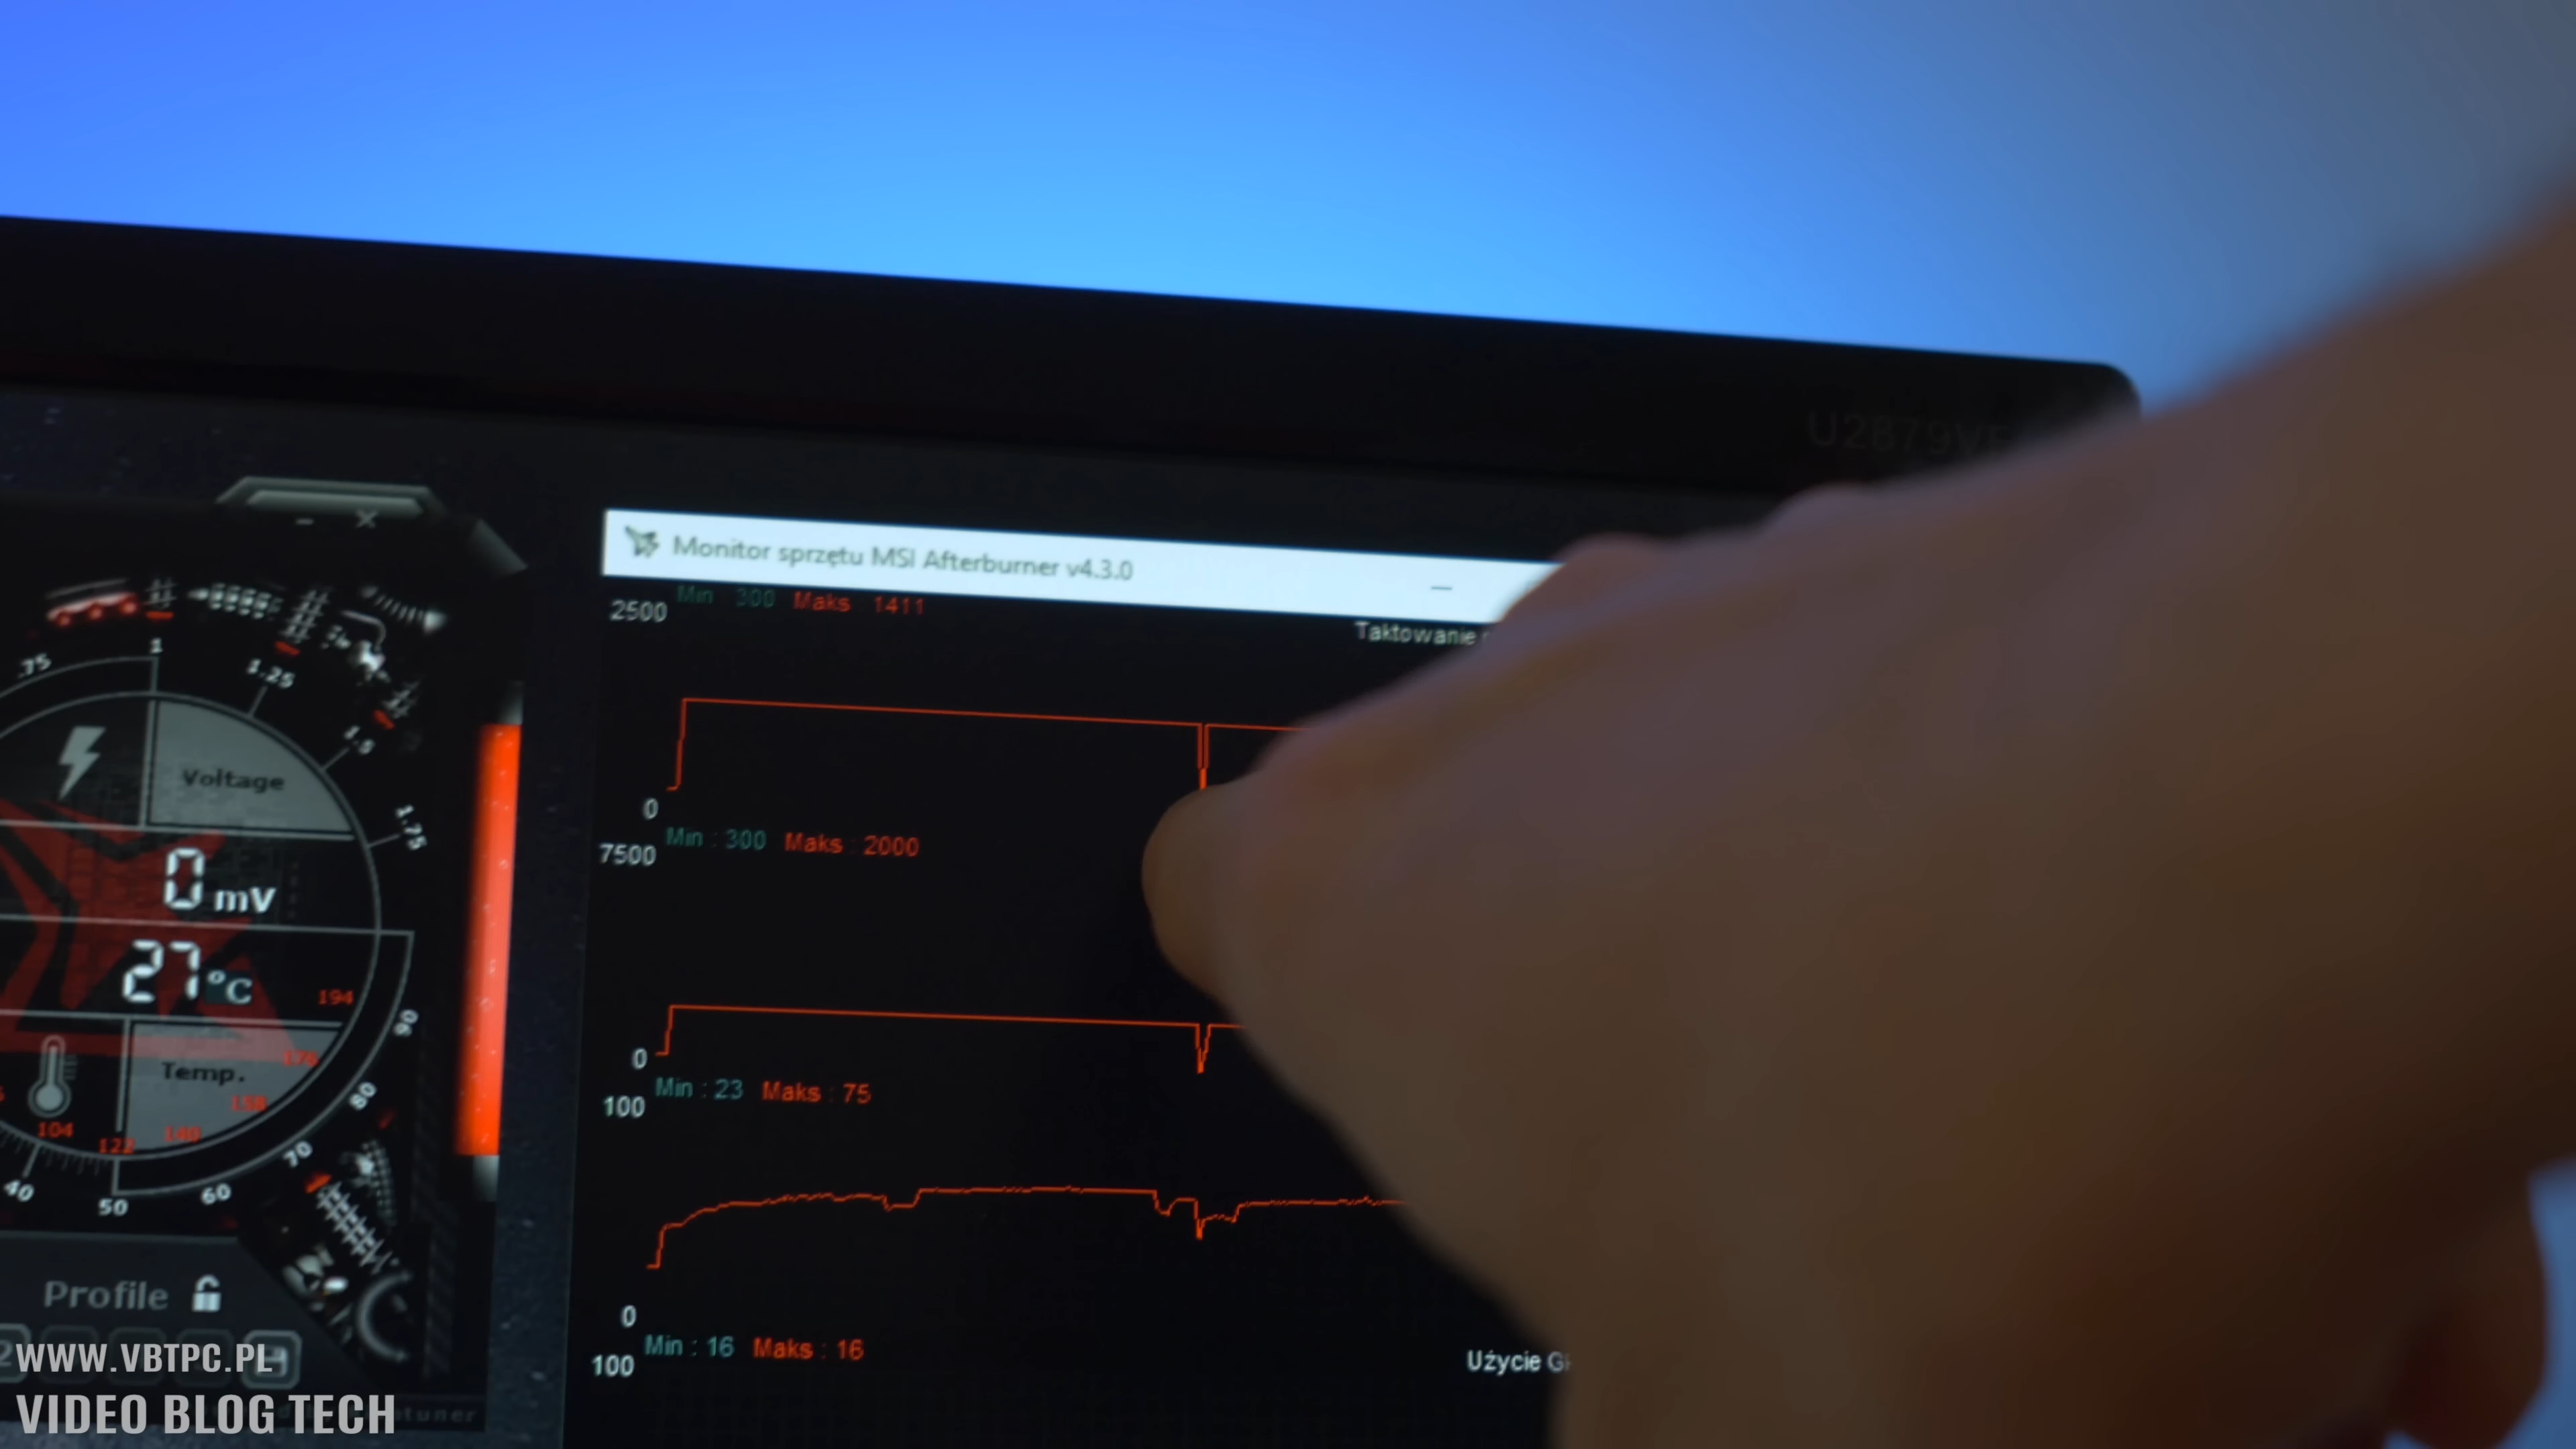 U2879VF
Monitor sprzętu MSI Afterburner v4.3.0
2500 Min : 300 Maks : 1411
Taktowanie
0
7500 Min : 300 Maks : 2000
0
100 Min : 23 Maks : 75
0
100 Min : 16 Maks : 16
Użycie
.75 1 1.25 1.5 1.75
Voltage
0 mV
27 °C
194
176
Temp.
158
140
122
104
90
80
70
60
50
40
Profile
2
WWW.VBTPC.PL
VIDEO BLOG TECH